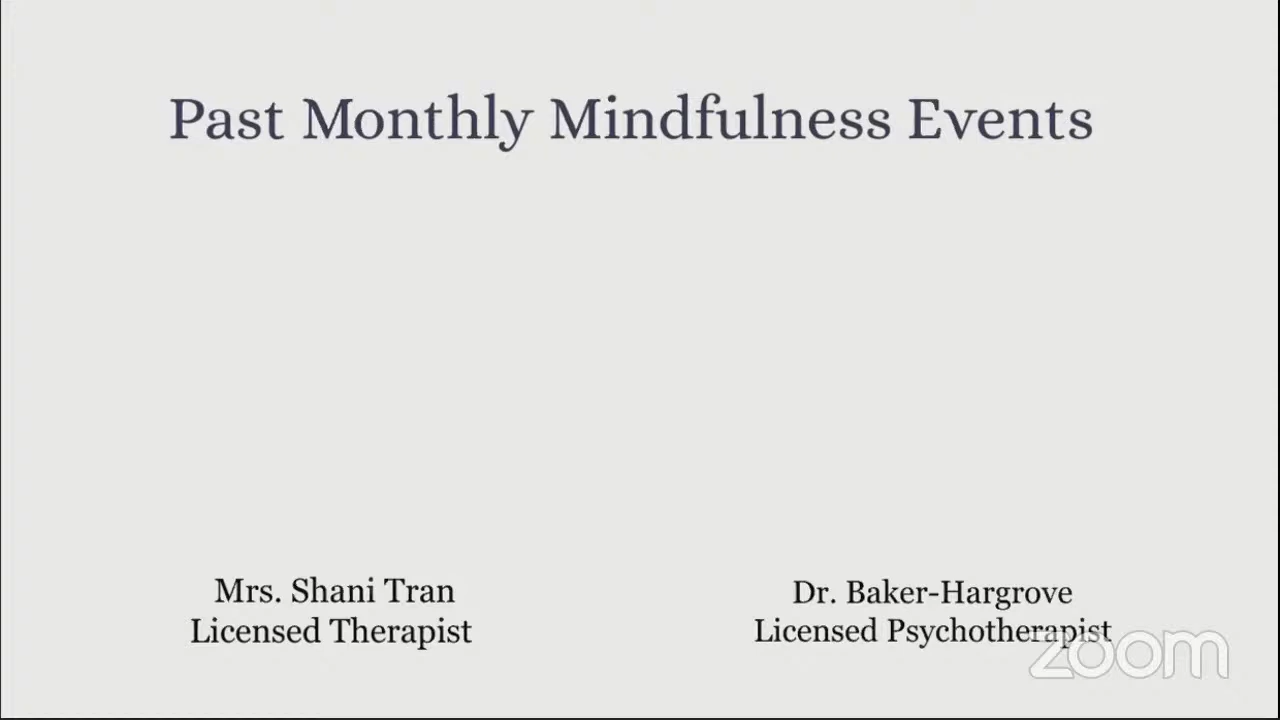 Past Monthly Mindfulness Events
Mrs. Shani Tran
Licensed Therapist
Dr. Baker-Hargrove
Licensed Psychotherapist
zoom